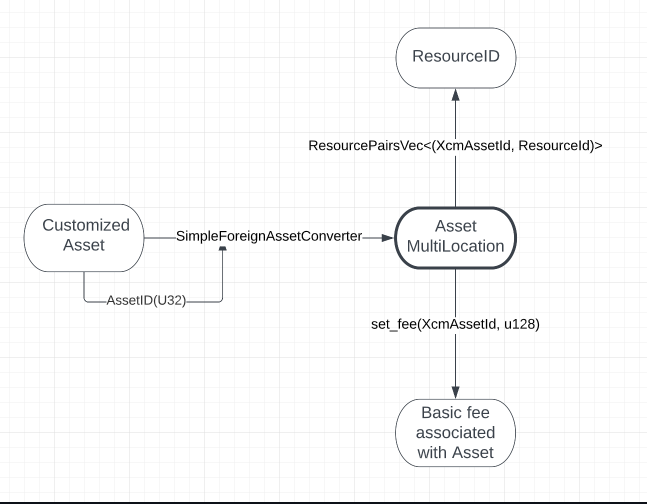 ResourceID
ResourcePairsVec<(XcmAssetId, ResourceId)>
Customized
Asset
SimpleForeignAssetConverter
Asset
MultiLocation
AssetID(U32)
set_fee(XcmAssetId, u128)
Basic fee
associated
with Asset